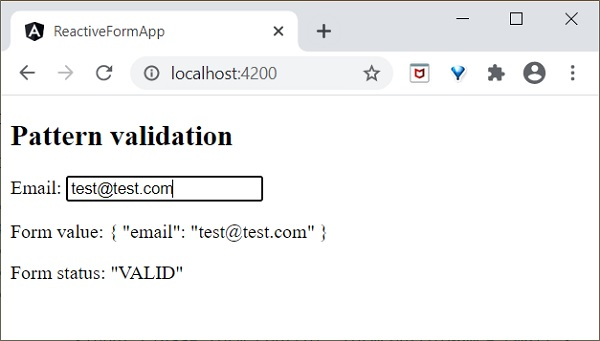 ReactiveFormApp
localhost:4200
Pattern validation
Email: test@test.com
Form value: { "email": "test@test.com" }
Form status: "VALID"